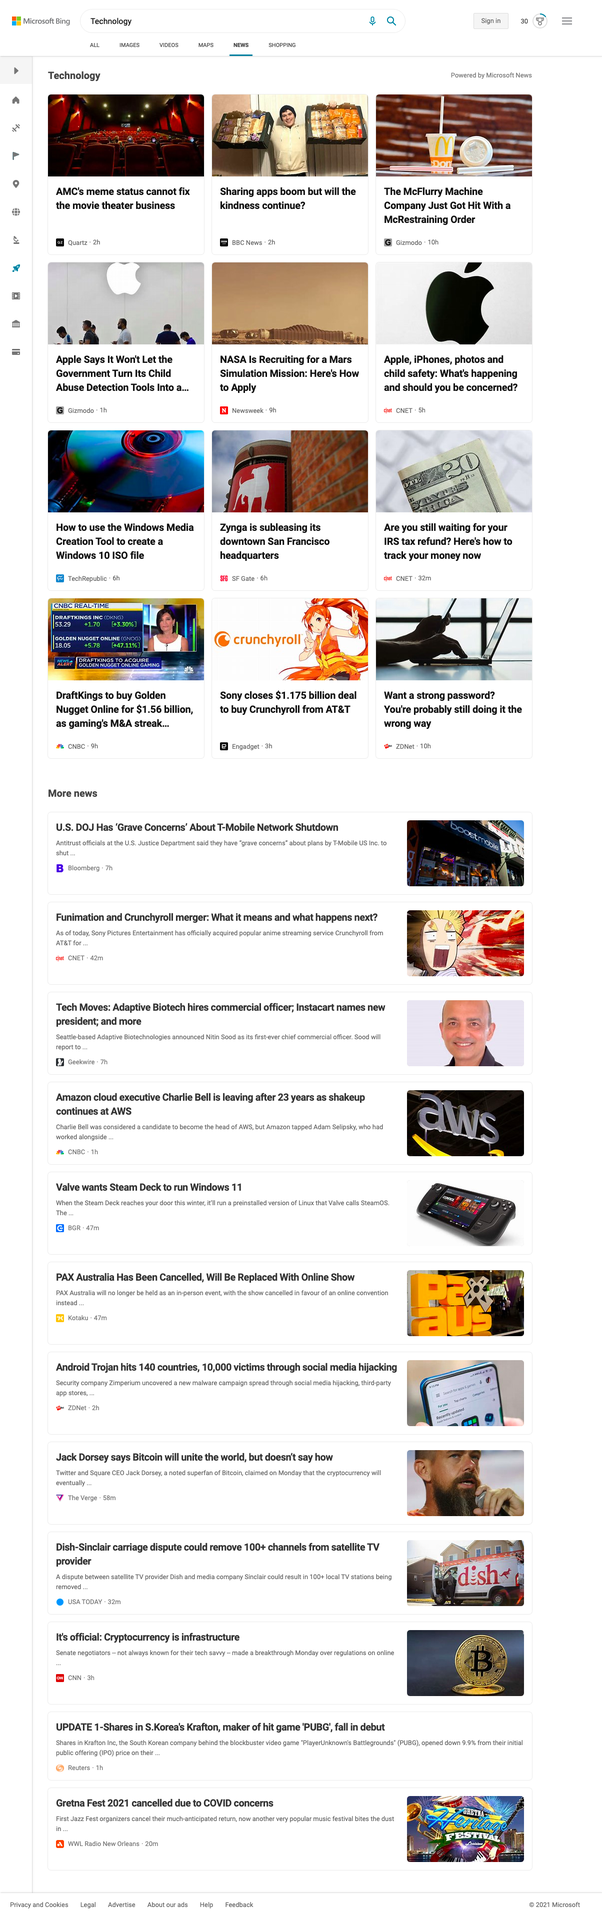 Microsoft Bing
Technology
Sign in
30
ALL
IMAGES
VIDEOS
MAPS
NEWS
SHOPPING
Technology
Powered by Microsoft News
AMC's meme status cannot fix
the movie theater business
Quartz · 2h
Sharing apps boom but will the
kindness continue?
BBC News · 2h
The McFlurry Machine
Company Just Got Hit With a
McRestraining Order
Gizmodo · 10h
Apple Says It Won't Let the
Government Turn Its Child
Abuse Detection Tools Into a...
Gizmodo · 1h
NASA Is Recruiting for a Mars
Simulation Mission: Here's How
to Apply
Newsweek · 9h
Apple, iPhones, photos and
child safety: What's happening
and should you be concerned?
CNET · 5h
How to use the Windows Media
Creation Tool to create a
Windows 10 ISO file
TechRepublic · 6h
Zynga is subleasing its
downtown San Francisco
headquarters
SF Gate · 6h
Are you still waiting for your
IRS tax refund? Here's how to
track your money now
CNET · 32m
CNBC REAL-TIME
DRAFTKINGS INC (DKNG)
53.29 +1.70 [+3.30%]
GOLDEN NUGGET ONLINE (GNOG)
18.05 +5.78 [+47.11%]
NEWS ALERT
DRAFTKINGS TO ACQUIRE
GOLDEN NUGGET ONLINE GAMING
DraftKings to buy Golden
Nugget Online for $1.56 billion,
as gaming's M&A streak...
CNBC · 9h
crunchyroll
Sony closes $1.175 billion deal
to buy Crunchyroll from AT&T
Engadget · 3h
Want a strong password?
You're probably still doing it the
wrong way
ZDNet · 10h
More news
U.S. DOJ Has ‘Grave Concerns’ About T-Mobile Network Shutdown
Antitrust officials at the U.S. Justice Department said they have “grave concerns” about plans by T-Mobile US Inc. to
shut ...
Bloomberg · 7h
boost mobile
Funimation and Crunchyroll merger: What it means and what happens next?
As of today, Sony Pictures Entertainment has officially acquired popular anime streaming service Crunchyroll from
AT&T for ...
CNET · 42m
Tech Moves: Adaptive Biotech hires commercial officer; Instacart names new
president; and more
Seattle-based Adaptive Biotechnologies announced Nitin Sood as its first-ever chief commercial officer. Sood will
report to ...
Geekwire · 7h
Amazon cloud executive Charlie Bell is leaving after 23 years as shakeup
continues at AWS
Charlie Bell was considered a candidate to become the head of AWS, but Amazon tapped Adam Selipsky, who had
worked alongside ...
CNBC · 1h
aws
Valve wants Steam Deck to run Windows 11
When the Steam Deck reaches your door this winter, it'll run a preinstalled version of Linux that Valve calls SteamOS.
The ...
BGR · 47m
PAX Australia Has Been Cancelled, Will Be Replaced With Online Show
PAX Australia will no longer be held as an in-person event, with the show cancelled in favour of an online convention
instead ...
Kotaku · 47m
pax
aus
Android Trojan hits 140 countries, 10,000 victims through social media hijacking
Security company Zimperium uncovered a new malware campaign spread through social media hijacking, third-party
app stores, ...
ZDNet · 2h
Jack Dorsey says Bitcoin will unite the world, but doesn’t say how
Twitter and Square CEO Jack Dorsey, a noted superfan of Bitcoin, claimed on Monday that the cryptocurrency will
eventually ...
The Verge · 58m
Dish-Sinclair carriage dispute could remove 100+ channels from satellite TV
provider
A dispute between satellite TV provider Dish and media company Sinclair could result in 100+ local TV stations being
removed ...
USA TODAY · 32m
dish
It's official: Cryptocurrency is infrastructure
Senate negotiators -- not always known for their tech savvy -- made a breakthrough Monday over regulations on online
...
CNN · 3h
UPDATE 1-Shares in S.Korea's Krafton, maker of hit game 'PUBG', fall in debut
Shares in Krafton Inc, the South Korean company behind the blockbuster video game "PlayerUnknown's Battlegrounds" (PUBG), opened down 9.9% from their initial
public offering (IPO) price on their ...
Reuters · 1h
Gretna Fest 2021 cancelled due to COVID concerns
First Jazz Fest organizers cancel their much-anticipated return, now another very popular music festival bites the dust
in ...
WWL Radio New Orleans · 20m
GRETNA
Heritage
FESTIVAL
Privacy and Cookies
Legal
Advertise
About our ads
Help
Feedback
© 2021 Microsoft